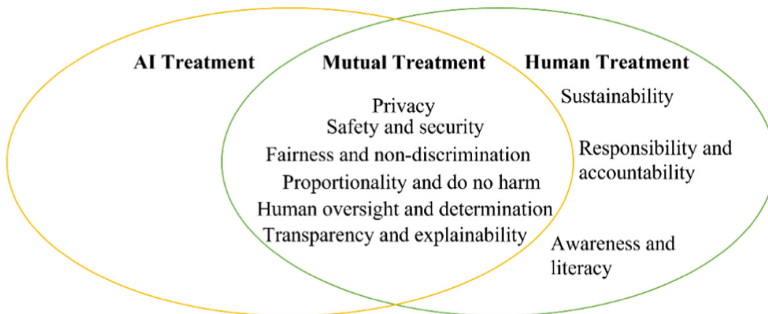 AI Treatment
Mutual Treatment
Privacy
Safety and security
Fairness and non-discrimination
Proportionality and do no harm
Human oversight and determination
Transparency and explainability
Human Treatment
Sustainability
Responsibility and
accountability
Awareness and
literacy